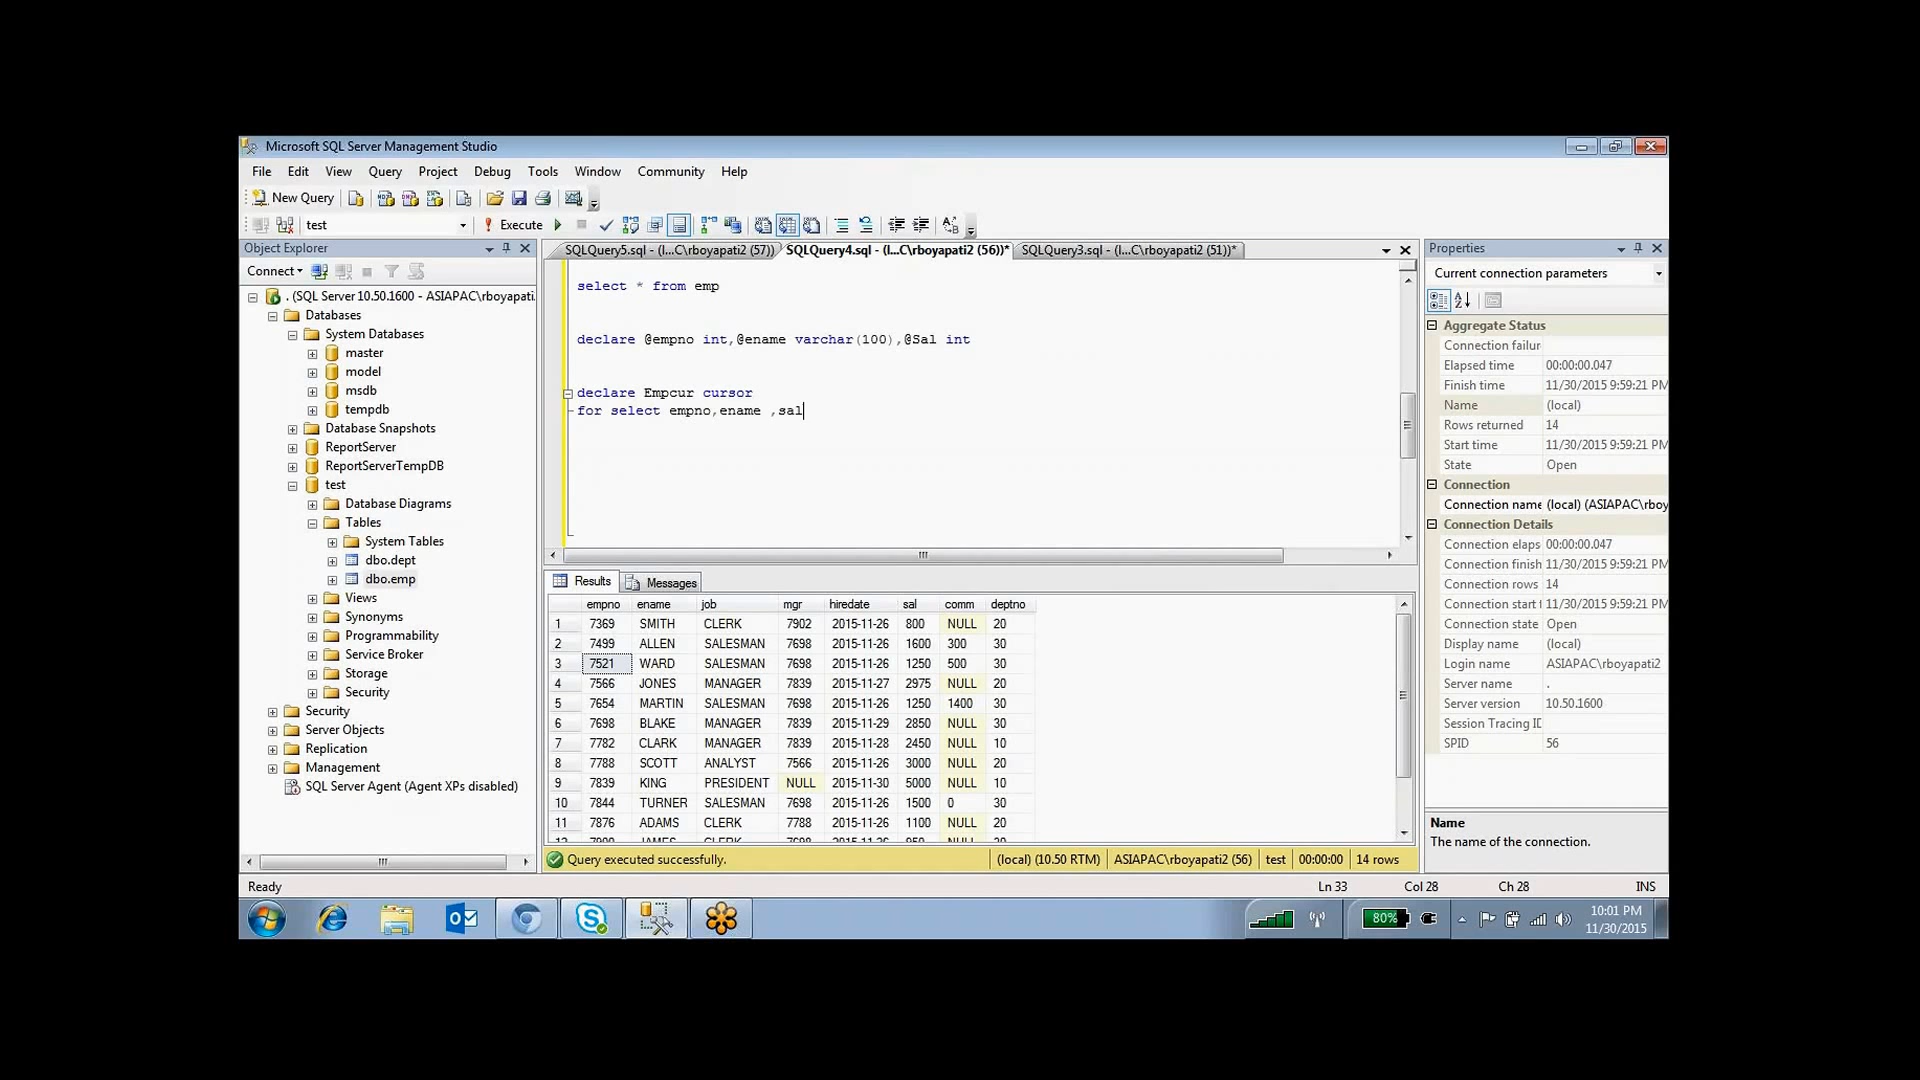 Microsoft SQL Server Management Studio
File Edit View Query Project Debug Tools Window Community Help
New Query
test Execute
Object Explorer
Connect
. (SQL Server 10.50.1600 - ASIAPAC\rboyapati.
Databases
System Databases
master
model
msdb
tempdb
Database Snapshots
ReportServer
ReportServerTempDB
test
Database Diagrams
Tables
System Tables
dbo.dept
dbo.emp
Views
Synonyms
Programmability
Service Broker
Storage
Security
Security
Server Objects
Replication
Management
SQL Server Agent (Agent XPs disabled)
SQLQuery5.sql - (l...C\rboyapati2 (57)) SQLQuery4.sql - (l...C\rboyapati2 (56))* SQLQuery3.sql - (l...C\rboyapati2 (51))*
select * from emp
declare @empno int,@ename varchar(100),@Sal int
declare Empcur cursor
for select empno,ename ,sal
Results Messages
empno ename job mgr hiredate sal comm deptno
1 7369 SMITH CLERK 7902 2015-11-26 800 NULL 20
2 7499 ALLEN SALESMAN 7698 2015-11-26 1600 300 30
3 7521 WARD SALESMAN 7698 2015-11-26 1250 500 30
4 7566 JONES MANAGER 7839 2015-11-27 2975 NULL 20
5 7654 MARTIN SALESMAN 7698 2015-11-26 1250 1400 30
6 7698 BLAKE MANAGER 7839 2015-11-29 2850 NULL 30
7 7782 CLARK MANAGER 7839 2015-11-28 2450 NULL 10
8 7788 SCOTT ANALYST 7566 2015-11-26 3000 NULL 20
9 7839 KING PRESIDENT NULL 2015-11-30 5000 NULL 10
10 7844 TURNER SALESMAN 7698 2015-11-26 1500 0 30
11 7876 ADAMS CLERK 7788 2015-11-26 1100 NULL 20
Query executed successfully. (local) (10.50 RTM) ASIAPAC\rboyapati2 (56) test 00:00:00 14 rows
Properties
Current connection parameters
Aggregate Status
Connection failur
Elapsed time 00:00:00.047
Finish time 11/30/2015 9:59:21 PM
Name (local)
Rows returned 14
Start time 11/30/2015 9:59:21 PM
State Open
Connection
Connection name (local) (ASIAPAC\rboy
Connection Details
Connection elaps 00:00:00.047
Connection finish 11/30/2015 9:59:21 PM
Connection rows 14
Connection start t 11/30/2015 9:59:21 PM
Connection state Open
Display name (local)
Login name ASIAPAC\rboyapati2
Server name .
Server version 10.50.1600
Session Tracing ID
SPID 56
Name
The name of the connection.
Ready Ln 33 Col 28 Ch 28 INS
80% 10:01 PM
11/30/2015